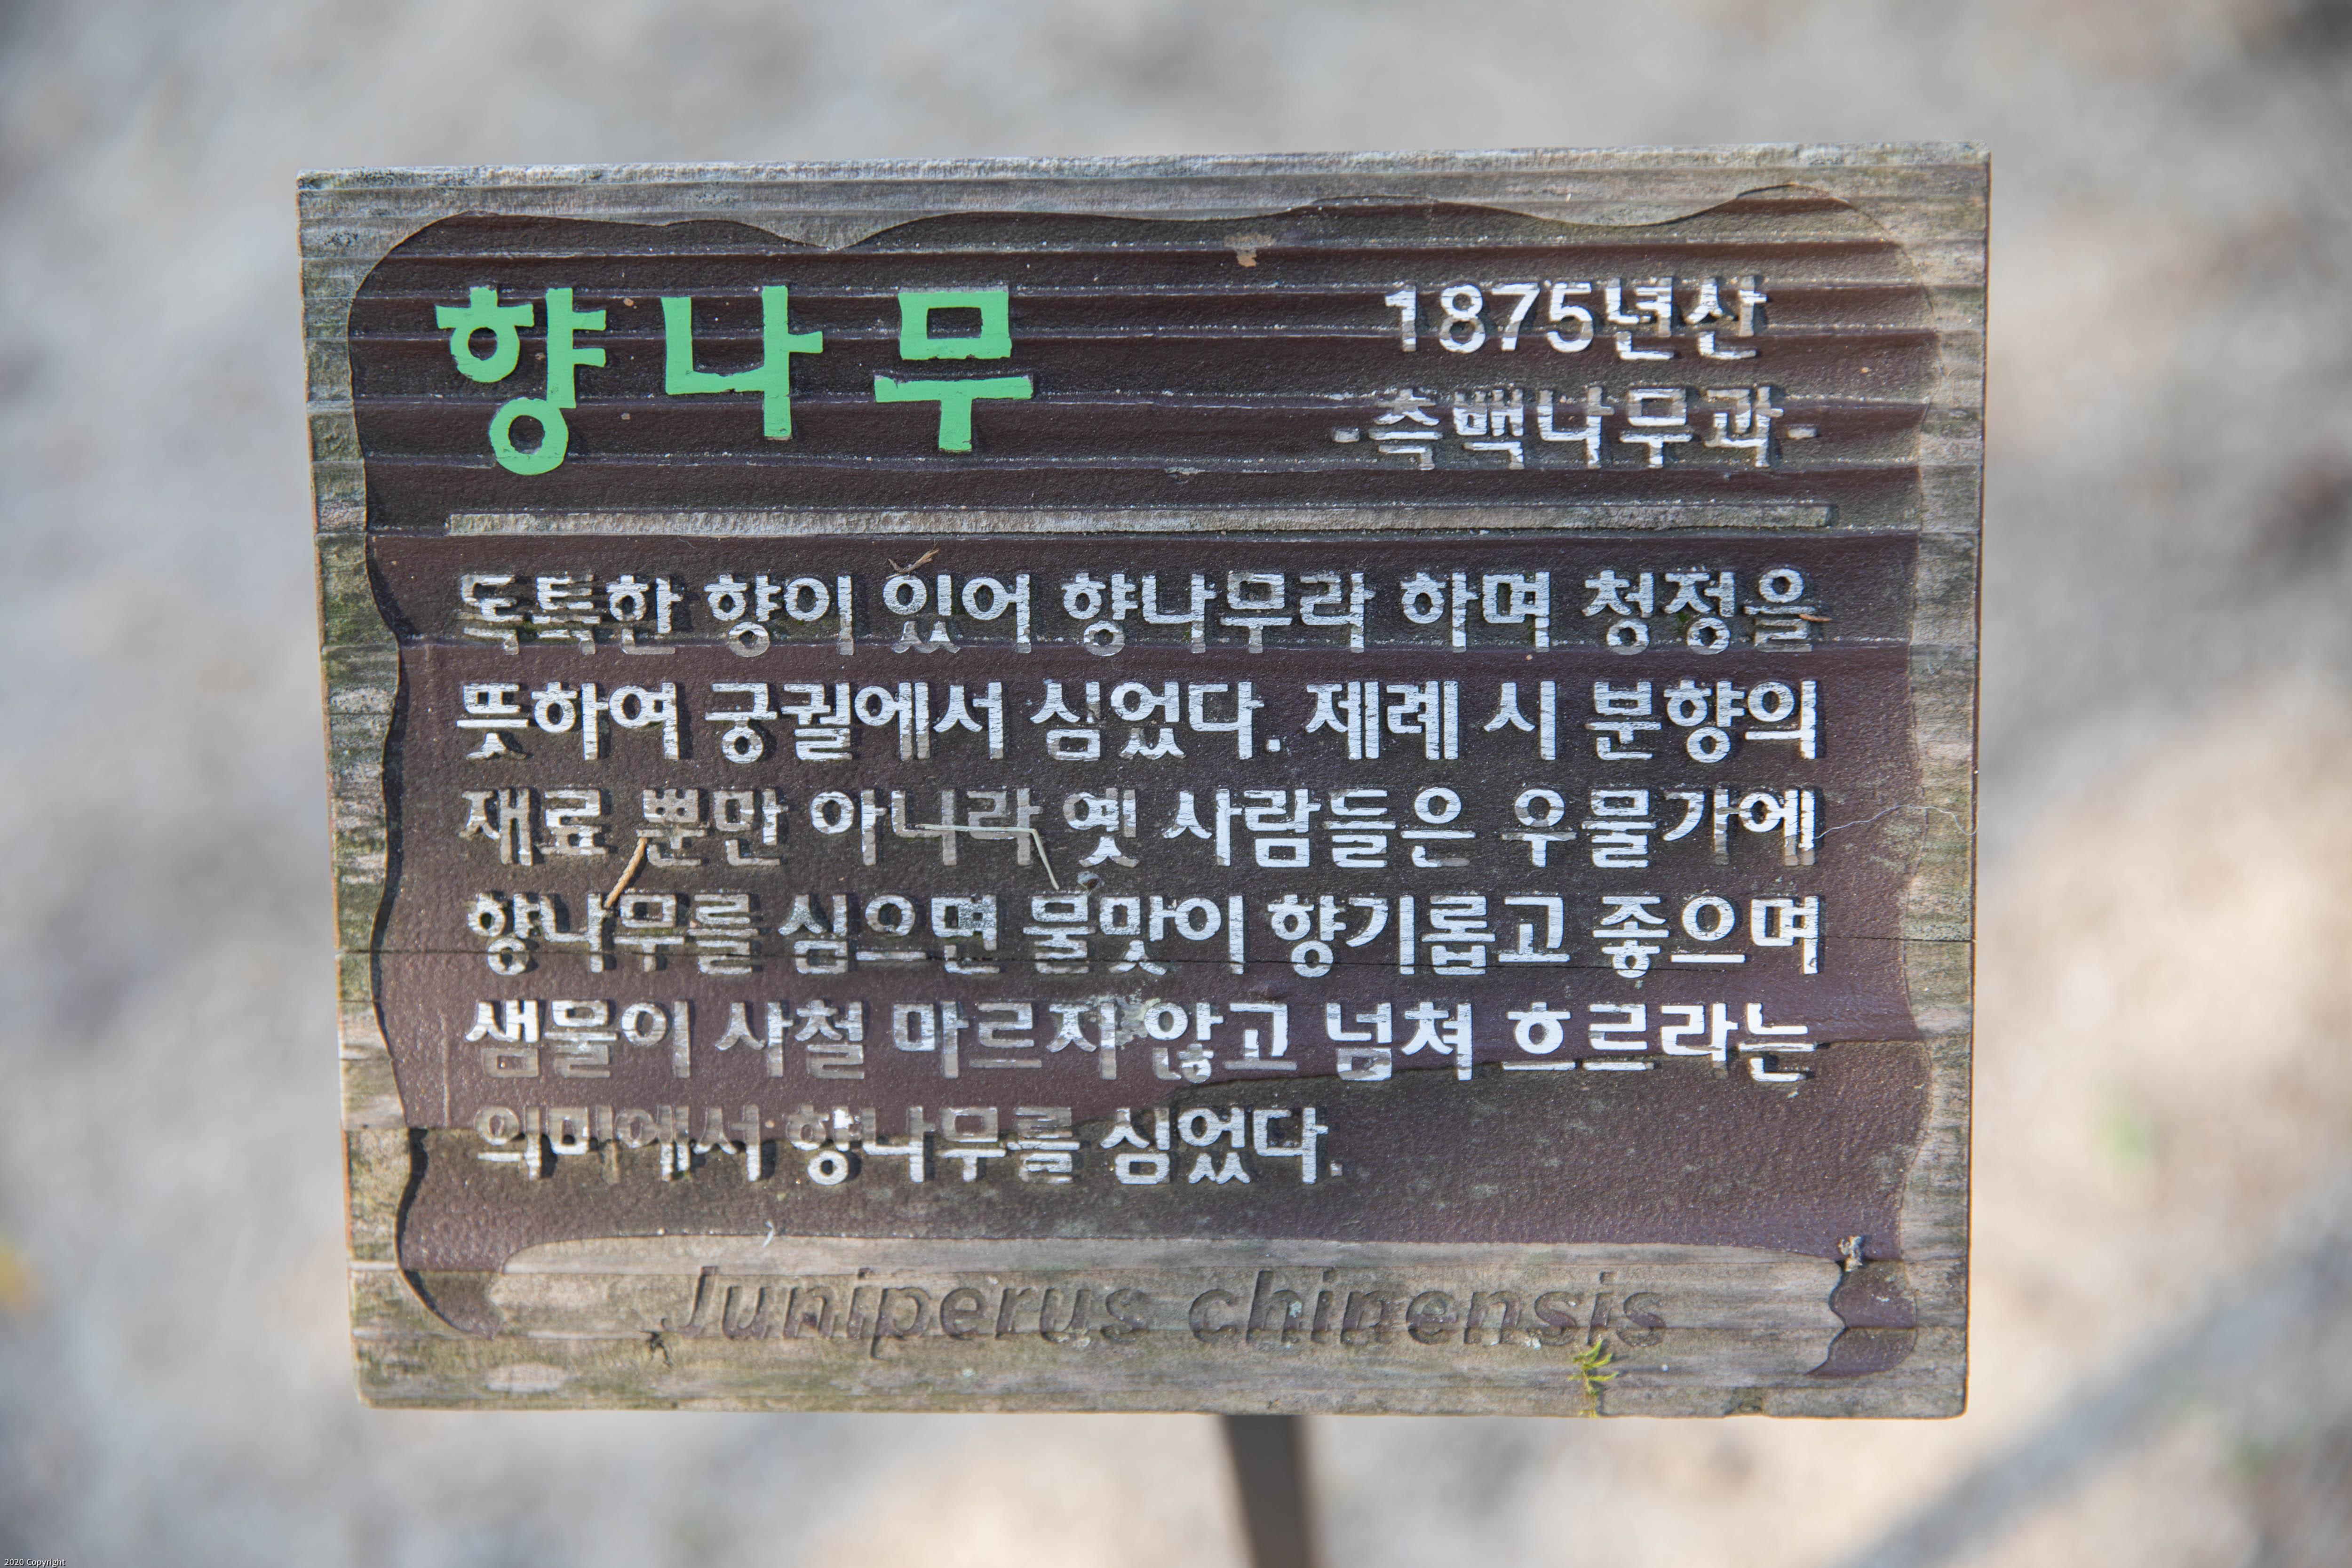 향나무
1875년산
-측백나무과-
독특한 향이 있어 향나무라 하며 청정을
뜻하여 궁궐에서 심었다. 제례 시 분향의
재료 뿐만 아니라 옛 사람들은 우물가에
향나무를 심으면 물맛이 향기롭고 좋으며
샘물이 사철 마르지 않고 넘쳐 흐르라는
의미에서 향나무를 심었다.
Juniperus chinensis
2020 Copyright